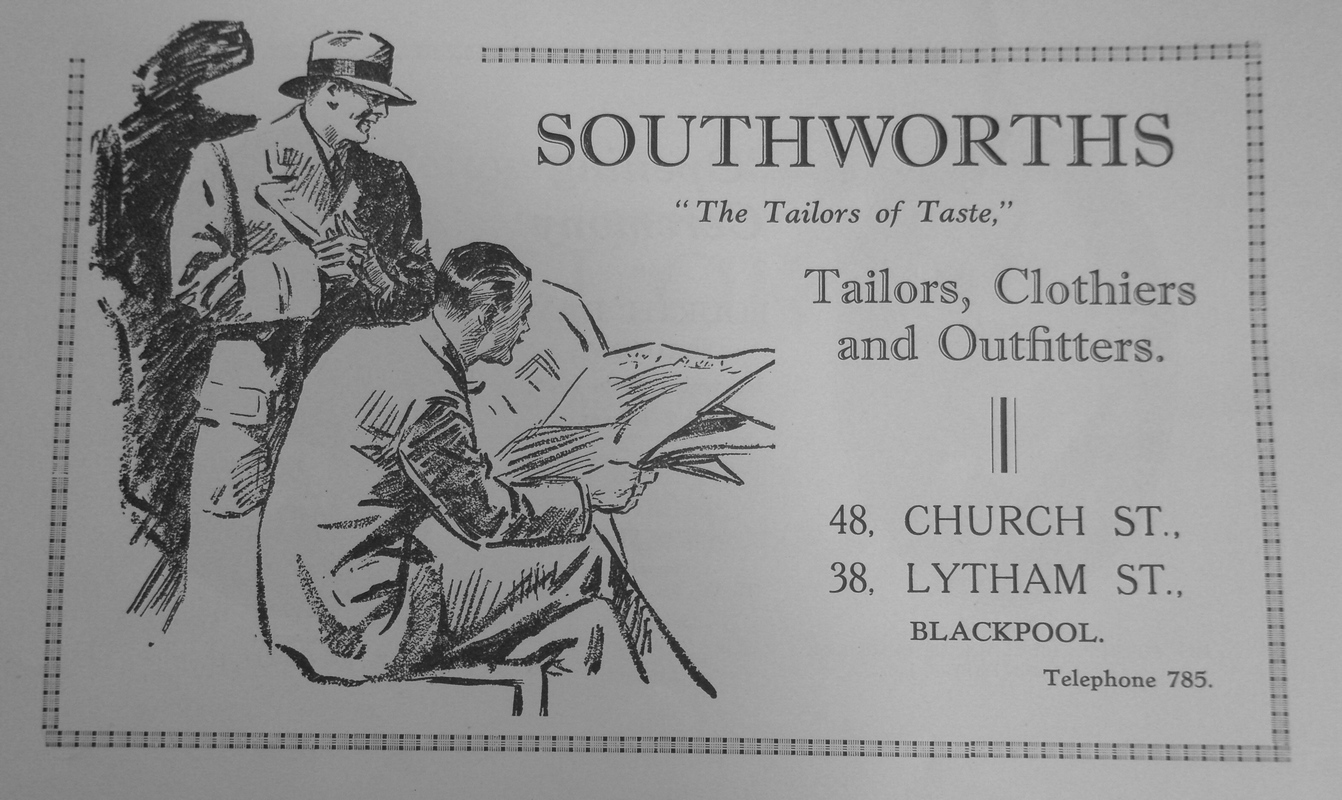 SOUTHWORTHS
“The Tailors of Taste,”
Tailors, Clothiers
and Outfitters.
48, CHURCH ST.,
38, LYTHAM ST.,
BLACKPOOL.
Telephone 785.